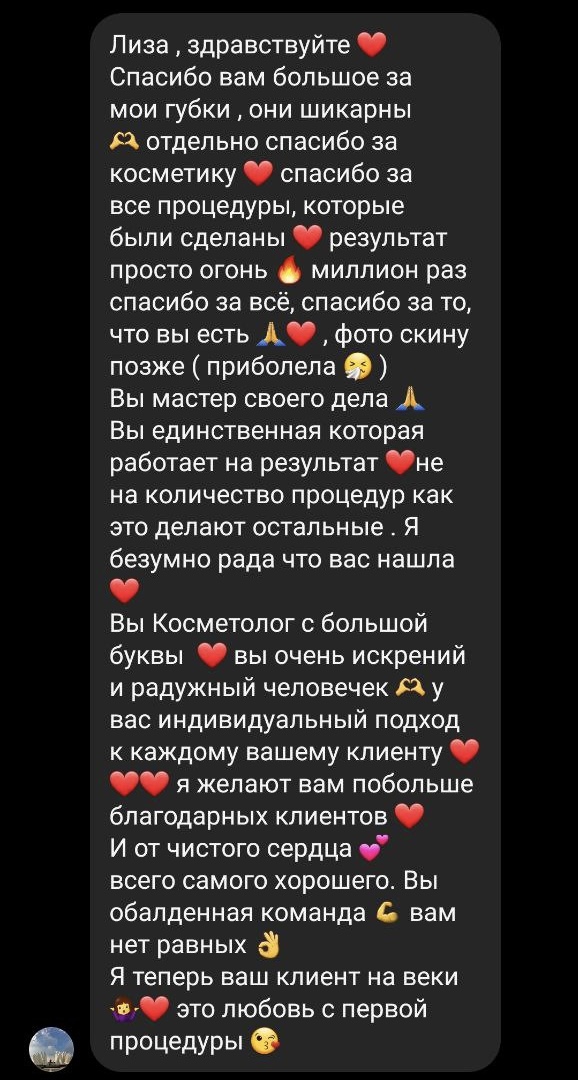 Лиза , здравствуйте ❤️
Спасибо вам большое за
мои губки , они шикарны
🫶 отдельно спасибо за
косметику ❤️ спасибо за
все процедуры, которые
были сделаны ❤️ результат
просто огонь 🔥 миллион раз
спасибо за всё, спасибо за то,
что вы есть 🙏❤️ , фото скину
позже ( приболела 🤧 )
Вы мастер своего дела 🙏
Вы единственная которая
работает на результат ❤️не
на количество процедур как
это делают остальные . Я
безумно рада что вас нашла
❤️
Вы Косметолог с большой
буквы ❤️ вы очень искрений
и радужный человечек 🫶 у
вас индивидуальный подход
к каждому вашему клиенту ❤️
❤️❤️ я желают вам побольше
благодарных клиентов ❤️
И от чистого сердца 💕
всего самого хорошего. Вы
обалденная команда 💪 вам
нет равных 👌
Я теперь ваш клиент на веки
🤷‍♀️❤️ это любовь с первой
процедуры 😘